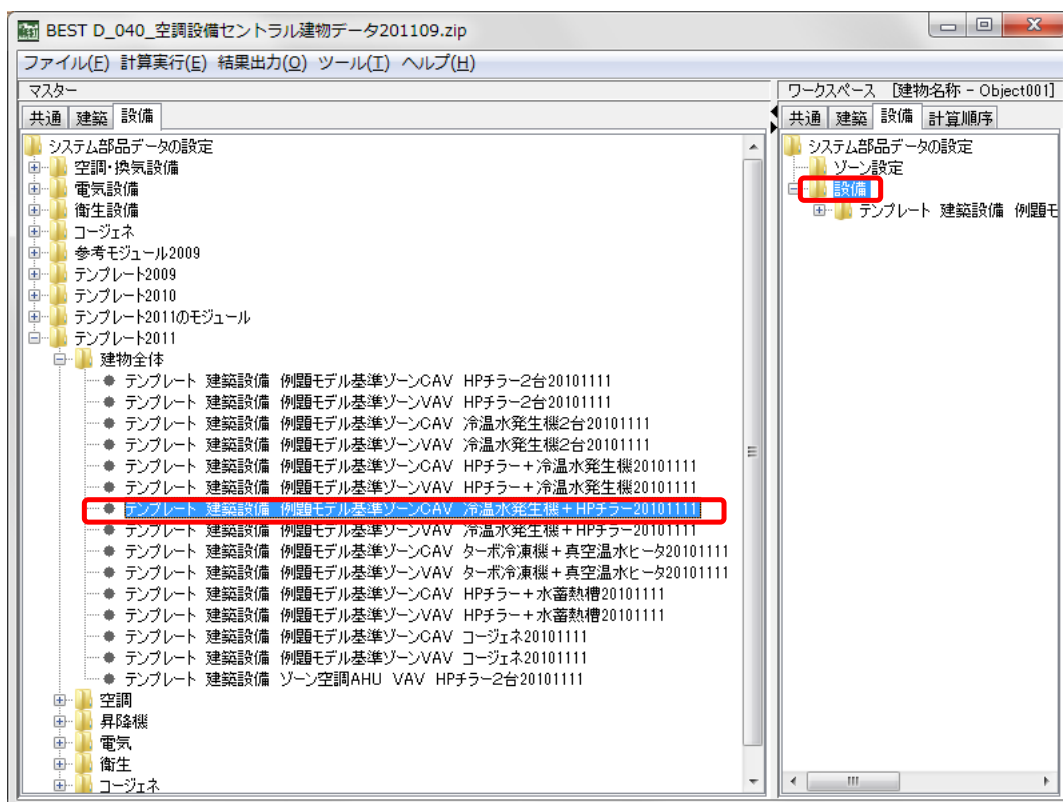 BEST D_040_空調設備セントラル建物データ201109.zip
ファイル(F) 計算実行(E) 結果出力(O) ツール(T) ヘルプ(H)
マスター
共通 建築 設備
システム部品データの設定
空調・換気設備
電気設備
衛生設備
コージェネ
参考モジュール2009
テンプレート2009
テンプレート2010
テンプレート2011のモジュール
テンプレート2011
建物全体
テンプレート 建築設備 例題モデル基準ゾーンCAV HPチラー2台20101111
テンプレート 建築設備 例題モデル基準ゾーンVAV HPチラー2台20101111
テンプレート 建築設備 例題モデル基準ゾーンCAV 冷温水発生機2台20101111
テンプレート 建築設備 例題モデル基準ゾーンVAV 冷温水発生機2台20101111
テンプレート 建築設備 例題モデル基準ゾーンCAV HPチラー+冷温水発生機20101111
テンプレート 建築設備 例題モデル基準ゾーンVAV HPチラー+冷温水発生機20101111
テンプレート 建築設備 例題モデル基準ゾーンCAV 冷温水発生機+HPチラー20101111
テンプレート 建築設備 例題モデル基準ゾーンVAV 冷温水発生機+HPチラー20101111
テンプレート 建築設備 例題モデル基準ゾーンCAV ターボ冷凍機+真空温水ヒータ20101111
テンプレート 建築設備 例題モデル基準ゾーンVAV ターボ冷凍機+真空温水ヒータ20101111
テンプレート 建築設備 例題モデル基準ゾーンCAV HPチラー+水蓄熱槽20101111
テンプレート 建築設備 例題モデル基準ゾーンVAV HPチラー+水蓄熱槽20101111
テンプレート 建築設備 例題モデル基準ゾーンCAV コージェネ20101111
テンプレート 建築設備 例題モデル基準ゾーンVAV コージェネ20101111
テンプレート 建築設備 ゾーン空調AHU VAV HPチラー2台20101111
空調
昇降機
電気
衛生
コージェネ
ワークスペース [建物名称 - Object001]
共通 建築 設備 計算順序
システム部品データの設定
ゾーン設定
設備
テンプレート 建築設備 例題モ